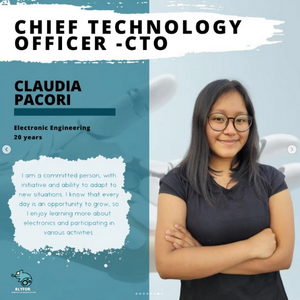 CHIEF TECHNOLOGY
OFFICER -CTO
CLAUDIA
PACORI
Electronic Engineering
20 years
I am a committed person, with
initiative and ability to adapt to
new situations. I know that every
day is an opportunity to grow, so
I enjoy learning more about
electronics and participating in
various activities.